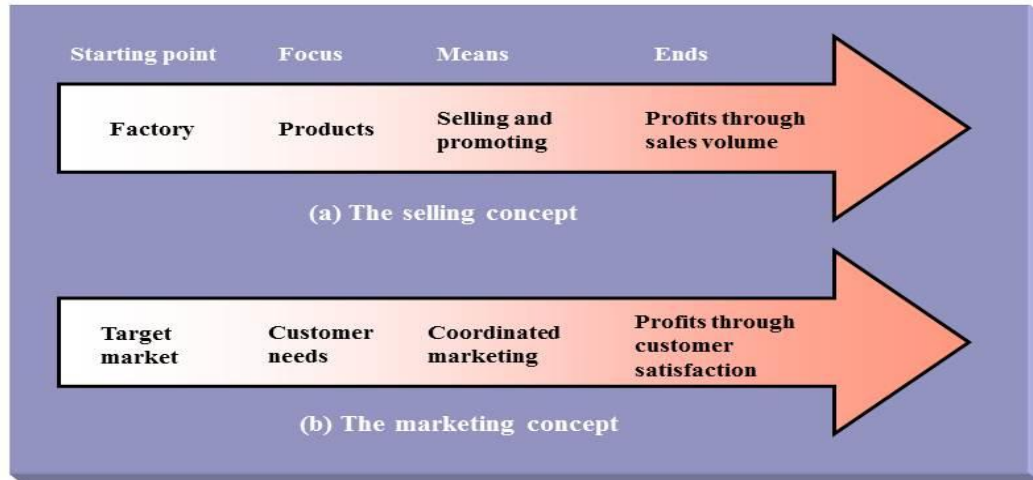 Starting point Focus Means Ends
Factory Products Selling and promoting Profits through sales volume
(a) The selling concept
Target market Customer needs Coordinated marketing Profits through customer satisfaction
(b) The marketing concept